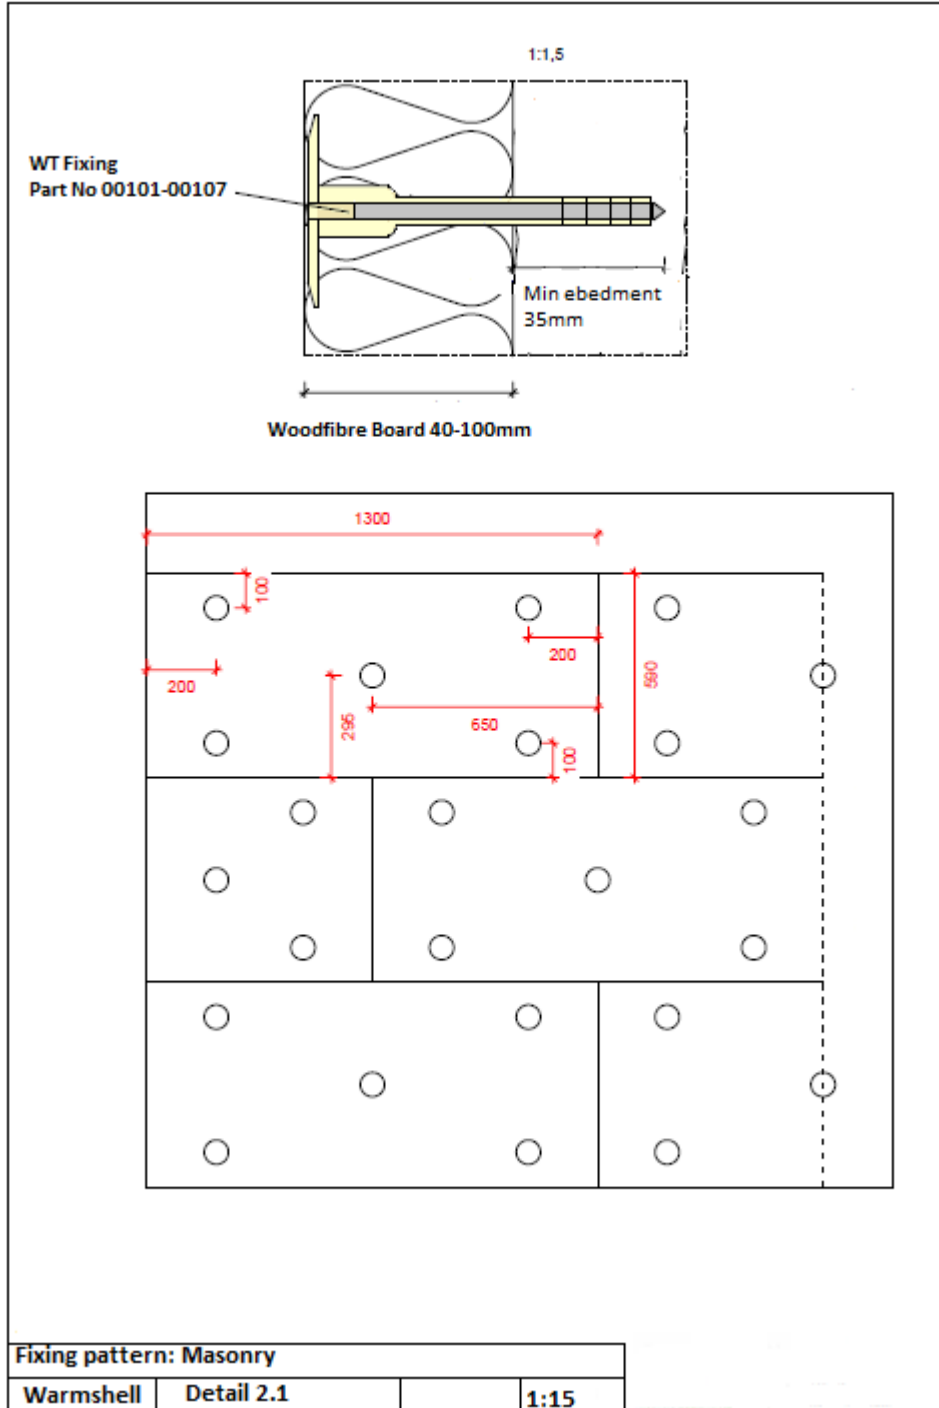 1:1,5
WT Fixing
Part No 00101-00107
Min ebedment
35mm
Woodfibre Board 40-100mm
1300
100
200
200
590
295
650
100
Fixing pattern: Masonry
Warmshell
Detail 2.1
1:15